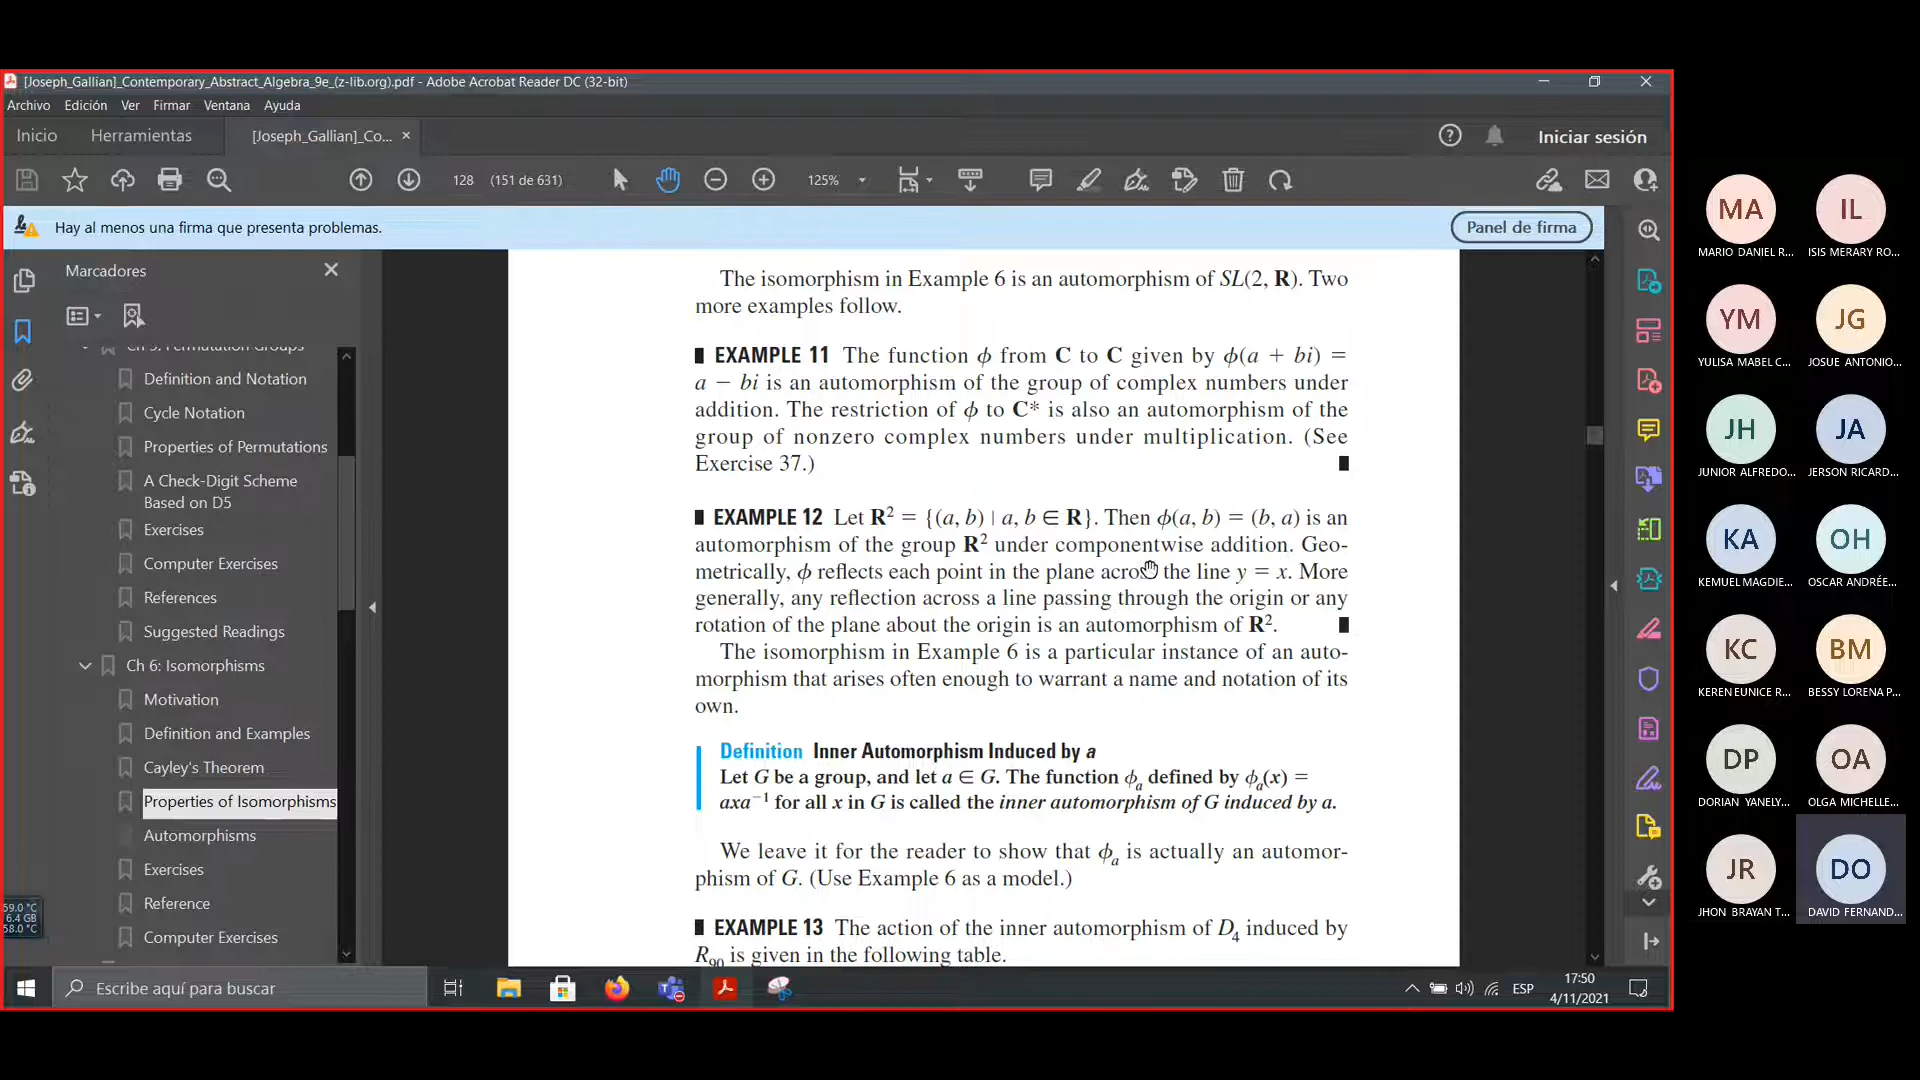 [Joseph_Gallian]_Contemporary_Abstract_Algebra_9e_(z-lib.org).pdf - Adobe Acrobat Reader DC (32-bit)
Archivo Edición Ver Firmar Ventana Ayuda
Inicio Herramientas [Joseph_Gallian]_Co... × Iniciar sesión
128 (151 de 631) 125%
Hay al menos una firma que presenta problemas. Panel de firma
Marcadores
Ch 5: Permutation Groups
Definition and Notation
Cycle Notation
Properties of Permutations
A Check-Digit Scheme
Based on D5
Exercises
Computer Exercises
References
Suggested Readings
Ch 6: Isomorphisms
Motivation
Definition and Examples
Cayley's Theorem
Properties of Isomorphisms
Automorphisms
Exercises
Reference
Computer Exercises
The isomorphism in Example 6 is an automorphism of SL(2, R). Two
more examples follow.
EXAMPLE 11 The function ϕ from C to C given by ϕ(a + bi) =
a − bi is an automorphism of the group of complex numbers under
addition. The restriction of ϕ to C* is also an automorphism of the
group of nonzero complex numbers under multiplication. (See
Exercise 37.)
EXAMPLE 12 Let R² = {(a, b) | a, b ∈ R}. Then ϕ(a, b) = (b, a) is an
automorphism of the group R² under componentwise addition. Geo-
metrically, ϕ reflects each point in the plane across the line y = x. More
generally, any reflection across a line passing through the origin or any
rotation of the plane about the origin is an automorphism of R².
The isomorphism in Example 6 is a particular instance of an auto-
morphism that arises often enough to warrant a name and notation of its
own.
Definition Inner Automorphism Induced by a
Let G be a group, and let a ∈ G. The function ϕₐ defined by ϕₐ(x) =
axa⁻¹ for all x in G is called the inner automorphism of G induced by a.
We leave it for the reader to show that ϕₐ is actually an automor-
phism of G. (Use Example 6 as a model.)
EXAMPLE 13 The action of the inner automorphism of D₄ induced by
R₉₀ is given in the following table.
59.0 °C
6.4 GB
58.0 °C
Escribe aquí para buscar
ESP
17:50
4/11/2021
MA IL
MARIO DANIEL R... ISIS MERARY RO...
YM JG
YULISA MABEL C... JOSUE ANTONIO...
JH JA
JUNIOR ALFREDO... JERSON RICARD...
KA OH
KEMUEL MAGDIE... OSCAR ANDRÉE...
KC BM
KEREN EUNICE R... BESSY LORENA P...
DP OA
DORIAN YANELY... OLGA MICHELLE...
JR DO
JHON BRAYAN T... DAVID FERNAND...